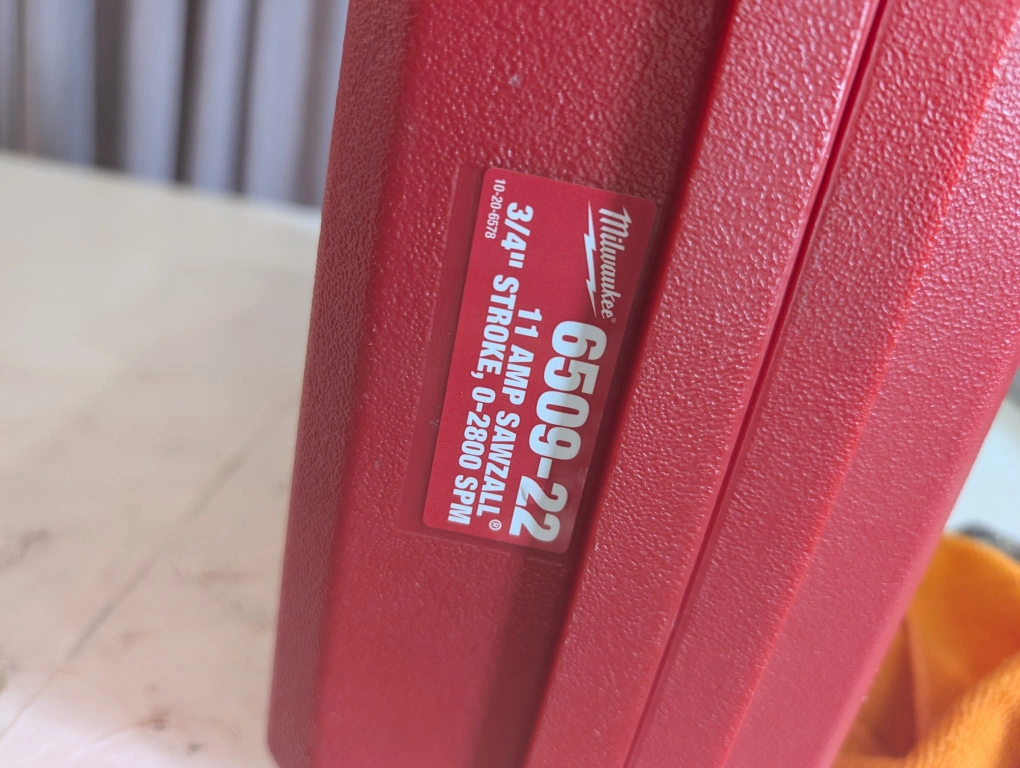 Milwaukee®
6509-22
11 AMP SAWZALL®
3/4" STROKE, 0-2800 SPM
10-20-6578